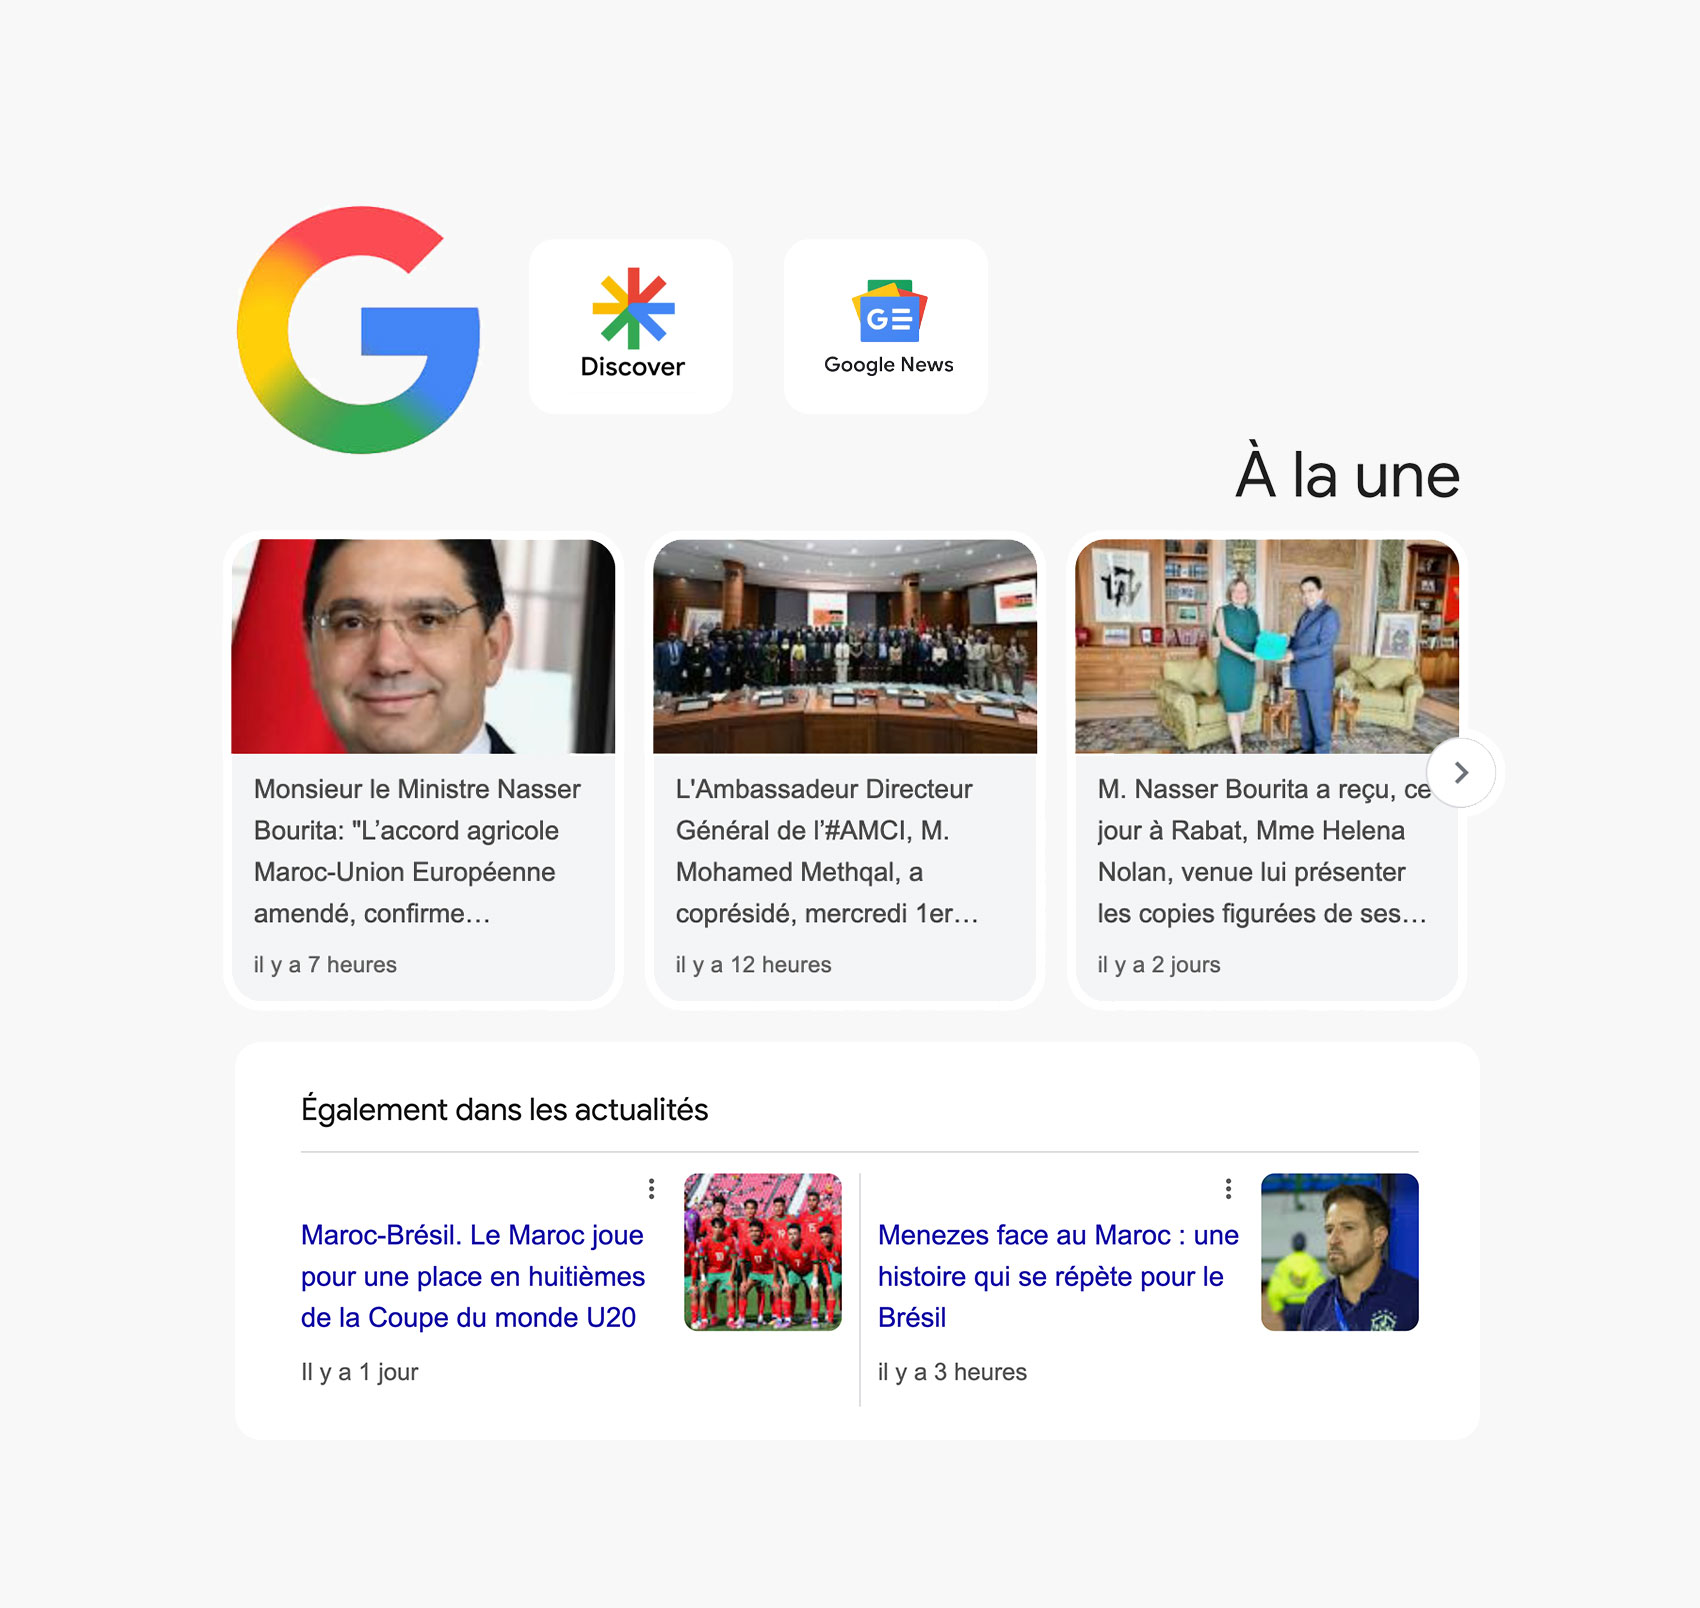 Discover
Google News
G
À la une
Monsieur le Ministre Nasser
Bourita: "L’accord agricole
Maroc-Union Européenne
amendé, confirme…
il y a 7 heures
L'Ambassadeur Directeur
Général de l’#AMCI, M.
Mohamed Methqal, a
coprésidé, mercredi 1er…
il y a 12 heures
M. Nasser Bourita a reçu, ce
jour à Rabat, Mme Helena
Nolan, venue lui présenter
les copies figurées de ses…
il y a 2 jours
Également dans les actualités
Maroc-Brésil. Le Maroc joue
pour une place en huitièmes
de la Coupe du monde U20
Il y a 1 jour
Menezes face au Maroc : une
histoire qui se répète pour le
Brésil
il y a 3 heures